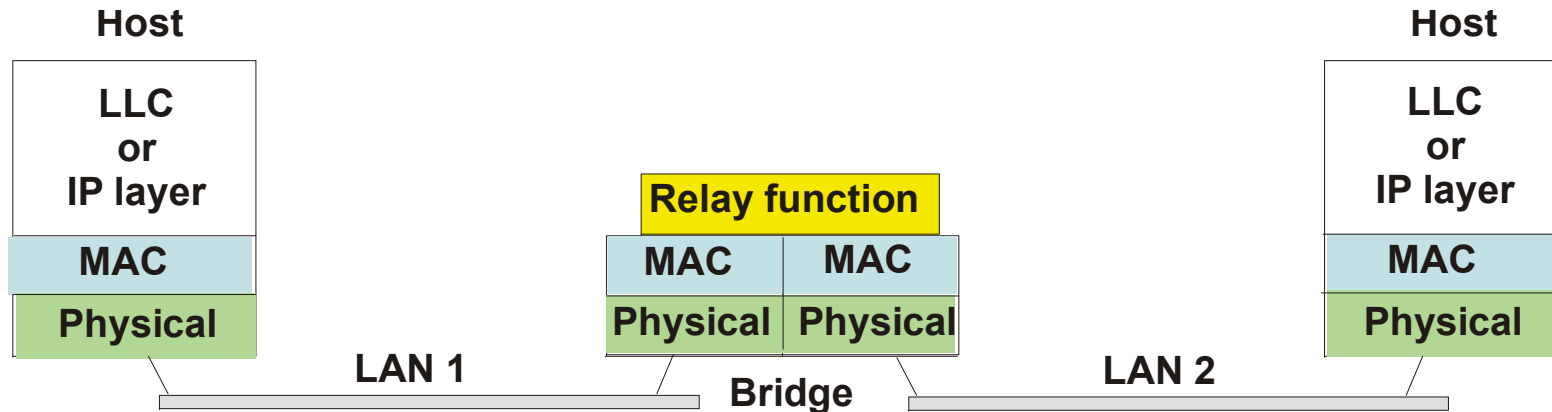 Host
Host
LLC
or
IP layer
LLC
or
IP layer
Relay function
MAC
MAC
MAC
MAC
Physical
Physical
Physical
Physical
LAN 1
Bridge
LAN 2